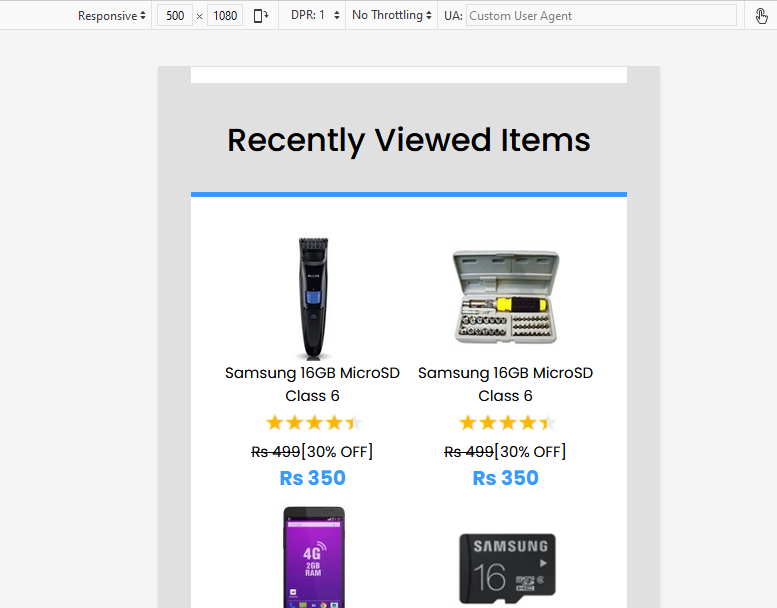 Responsive 500 × 1080 DPR: 1 No Throttling UA: Custom User Agent
Recently Viewed Items
PHILIPS
Samsung 16GB MicroSD Class 6
Samsung 16GB MicroSD Class 6
Rs 499[30% OFF]
Rs 499[30% OFF]
Rs 350
Rs 350
4G
2GB
RAM
SAMSUNG
16
micro